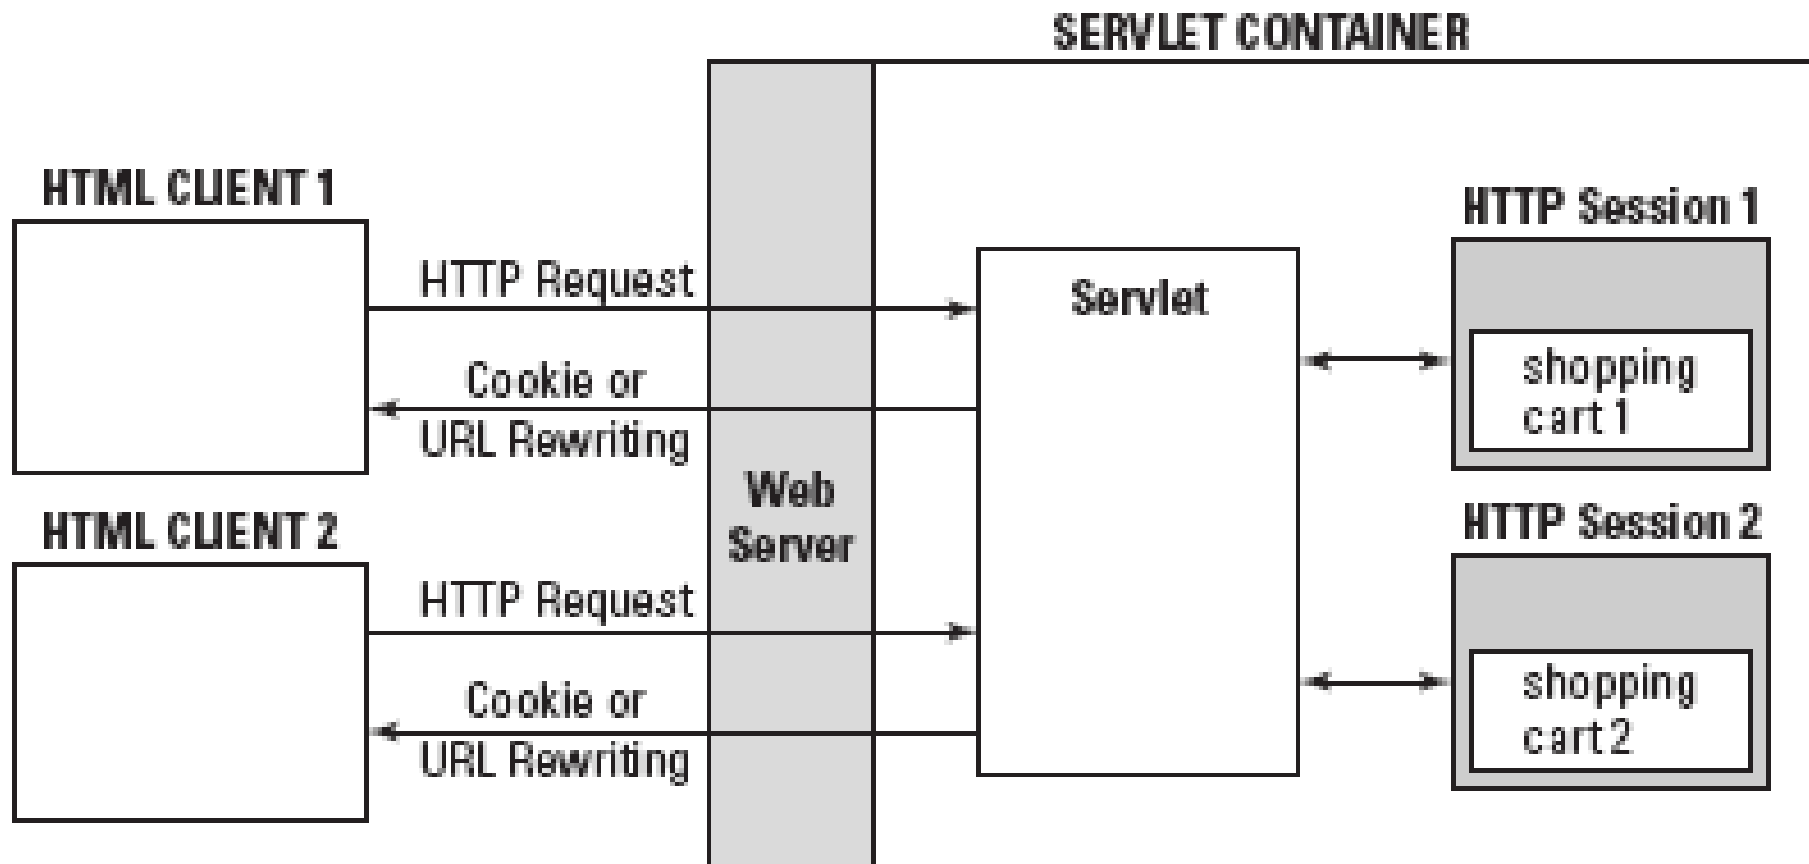 SERVLET CONTAINER
HTML CLIENT 1
HTTP Request
Cookie or
URL Rewriting
HTML CLIENT 2
HTTP Request
Cookie or
URL Rewriting
Web
Server
Servlet
HTTP Session 1
shopping
cart 1
HTTP Session 2
shopping
cart 2